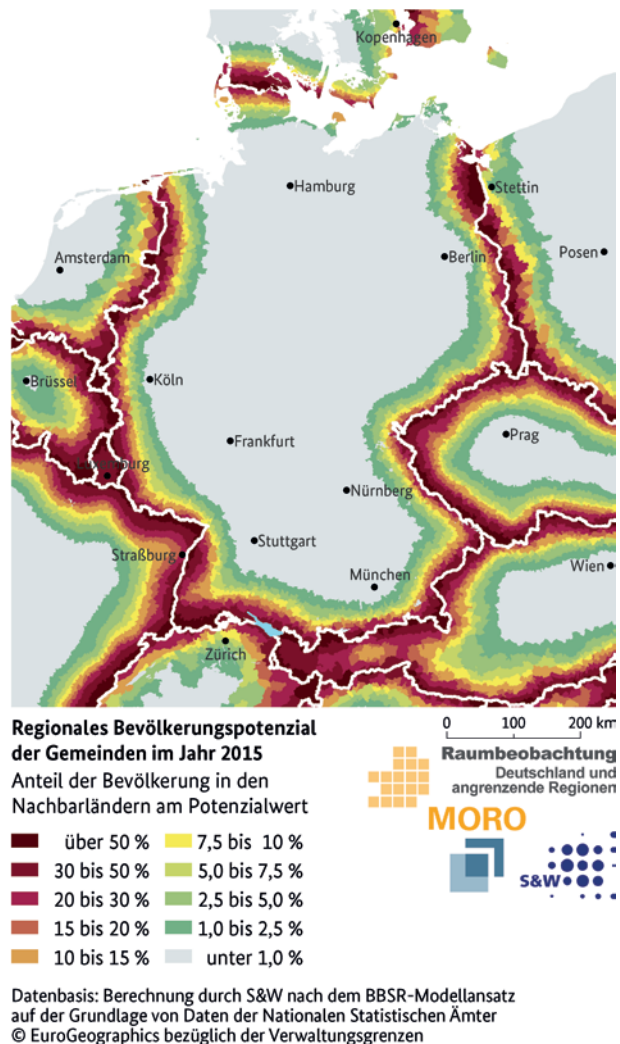 Kopenhagen
Hamburg
Stettin
Amsterdam
Berlin
Posen
Brüssel
Köln
Frankfurt
Prag
Luxemburg
Nürnberg
Straßburg
Stuttgart
München
Wien
Zürich
Regionales Bevölkerungspotenzial
der Gemeinden im Jahr 2015
Anteil der Bevölkerung in den
Nachbarländern am Potenzialwert
über 50 %
30 bis 50 %
20 bis 30 %
15 bis 20 %
10 bis 15 %
7,5 bis 10 %
5,0 bis 7,5 %
2,5 bis 5,0 %
1,0 bis 2,5 %
unter 1,0 %
0 100 200 km
Raumbeobachtung
Deutschland und
angrenzende Regionen
MORO
S&W
Datenbasis: Berechnung durch S&W nach dem BBSR-Modellansatz
auf der Grundlage von Daten der Nationalen Statistischen Ämter
© EuroGeographics bezüglich der Verwaltungsgrenzen